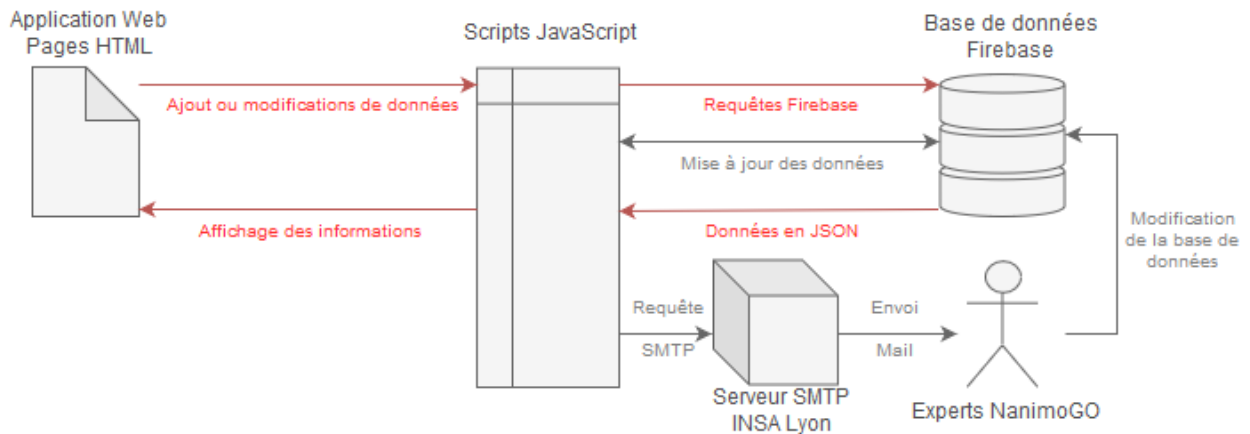 Application Web
Pages HTML
Scripts JavaScript
Base de données
Firebase
Ajout ou modifications de données
Requêtes Firebase
Mise à jour des données
Affichage des informations
Données en JSON
Modification
de la base de
données
Requête
SMTP
Envoi
Mail
Serveur SMTP
INSA Lyon
Experts NanimoGO